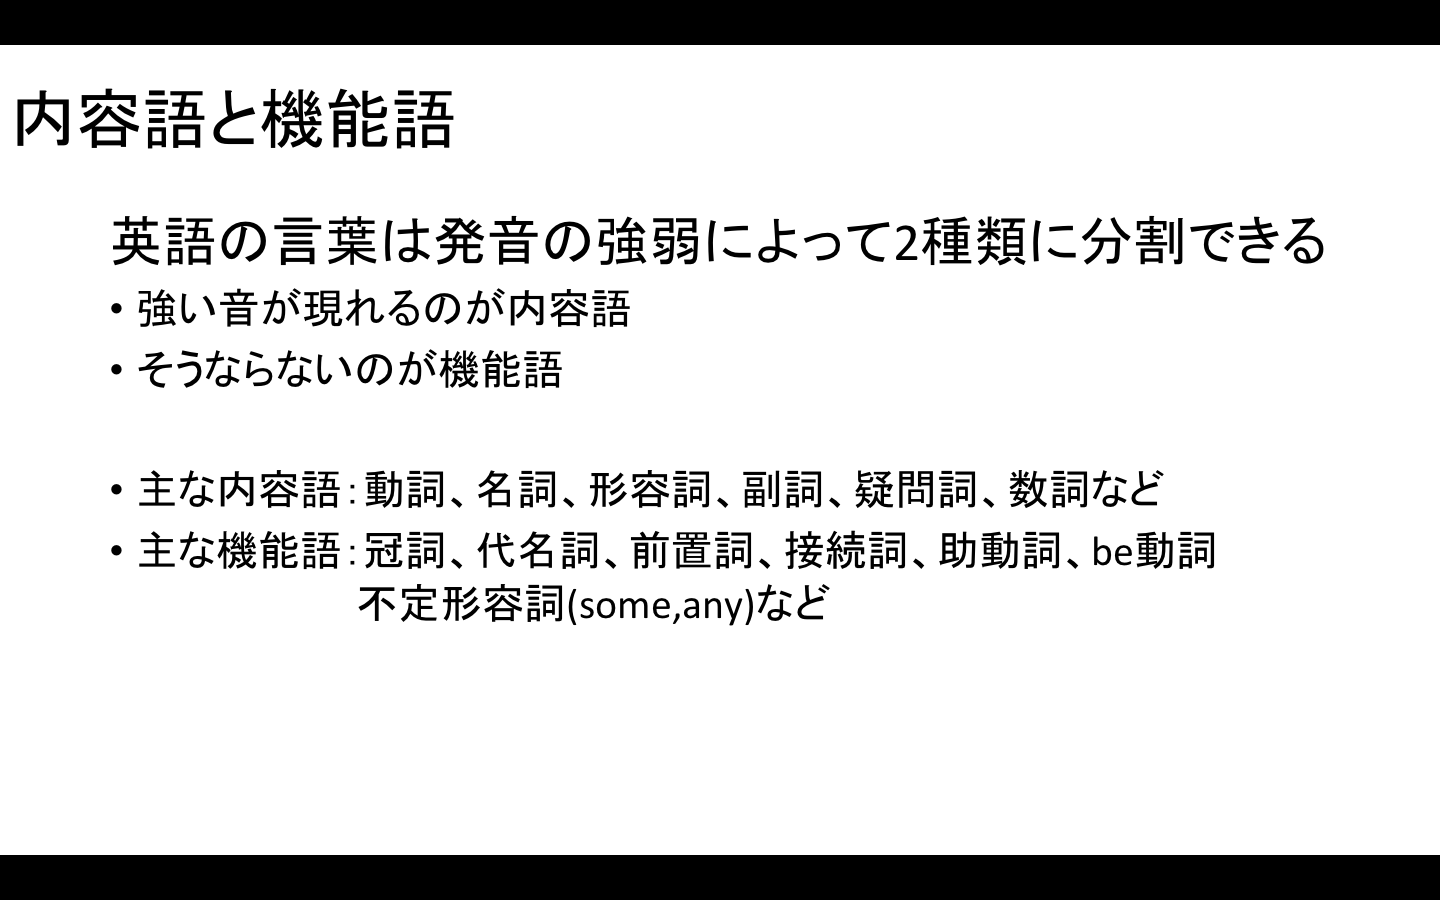 内容語と機能語
英語の言葉は発音の強弱によって2種類に分割できる
• 強い音が現れるのが内容語
• そうならないのが機能語
• 主な内容語：動詞、名詞、形容詞、副詞、疑問詞、数詞など
• 主な機能語：冠詞、代名詞、前置詞、接続詞、助動詞、be動詞
不定形容詞(some,any)など